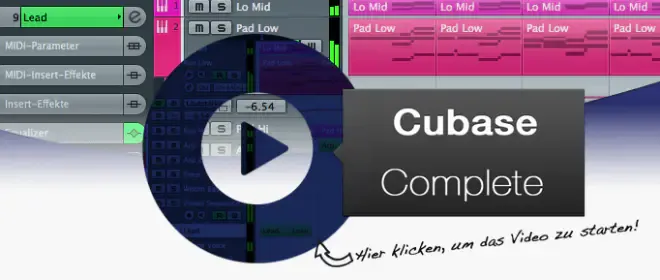 9 Lead
MIDI-Parameter
MIDI-Insert-Effekte
Insert-Effekte
Equalizer
M S Lo Mid
M S Pad Low
Lo Mid Lo Mid Lo Mid Lo Mid
Pad Low Pad Low Pad Low Pad Low
-6.54
Cubase
Complete
Hier klicken, um das Video zu starten!